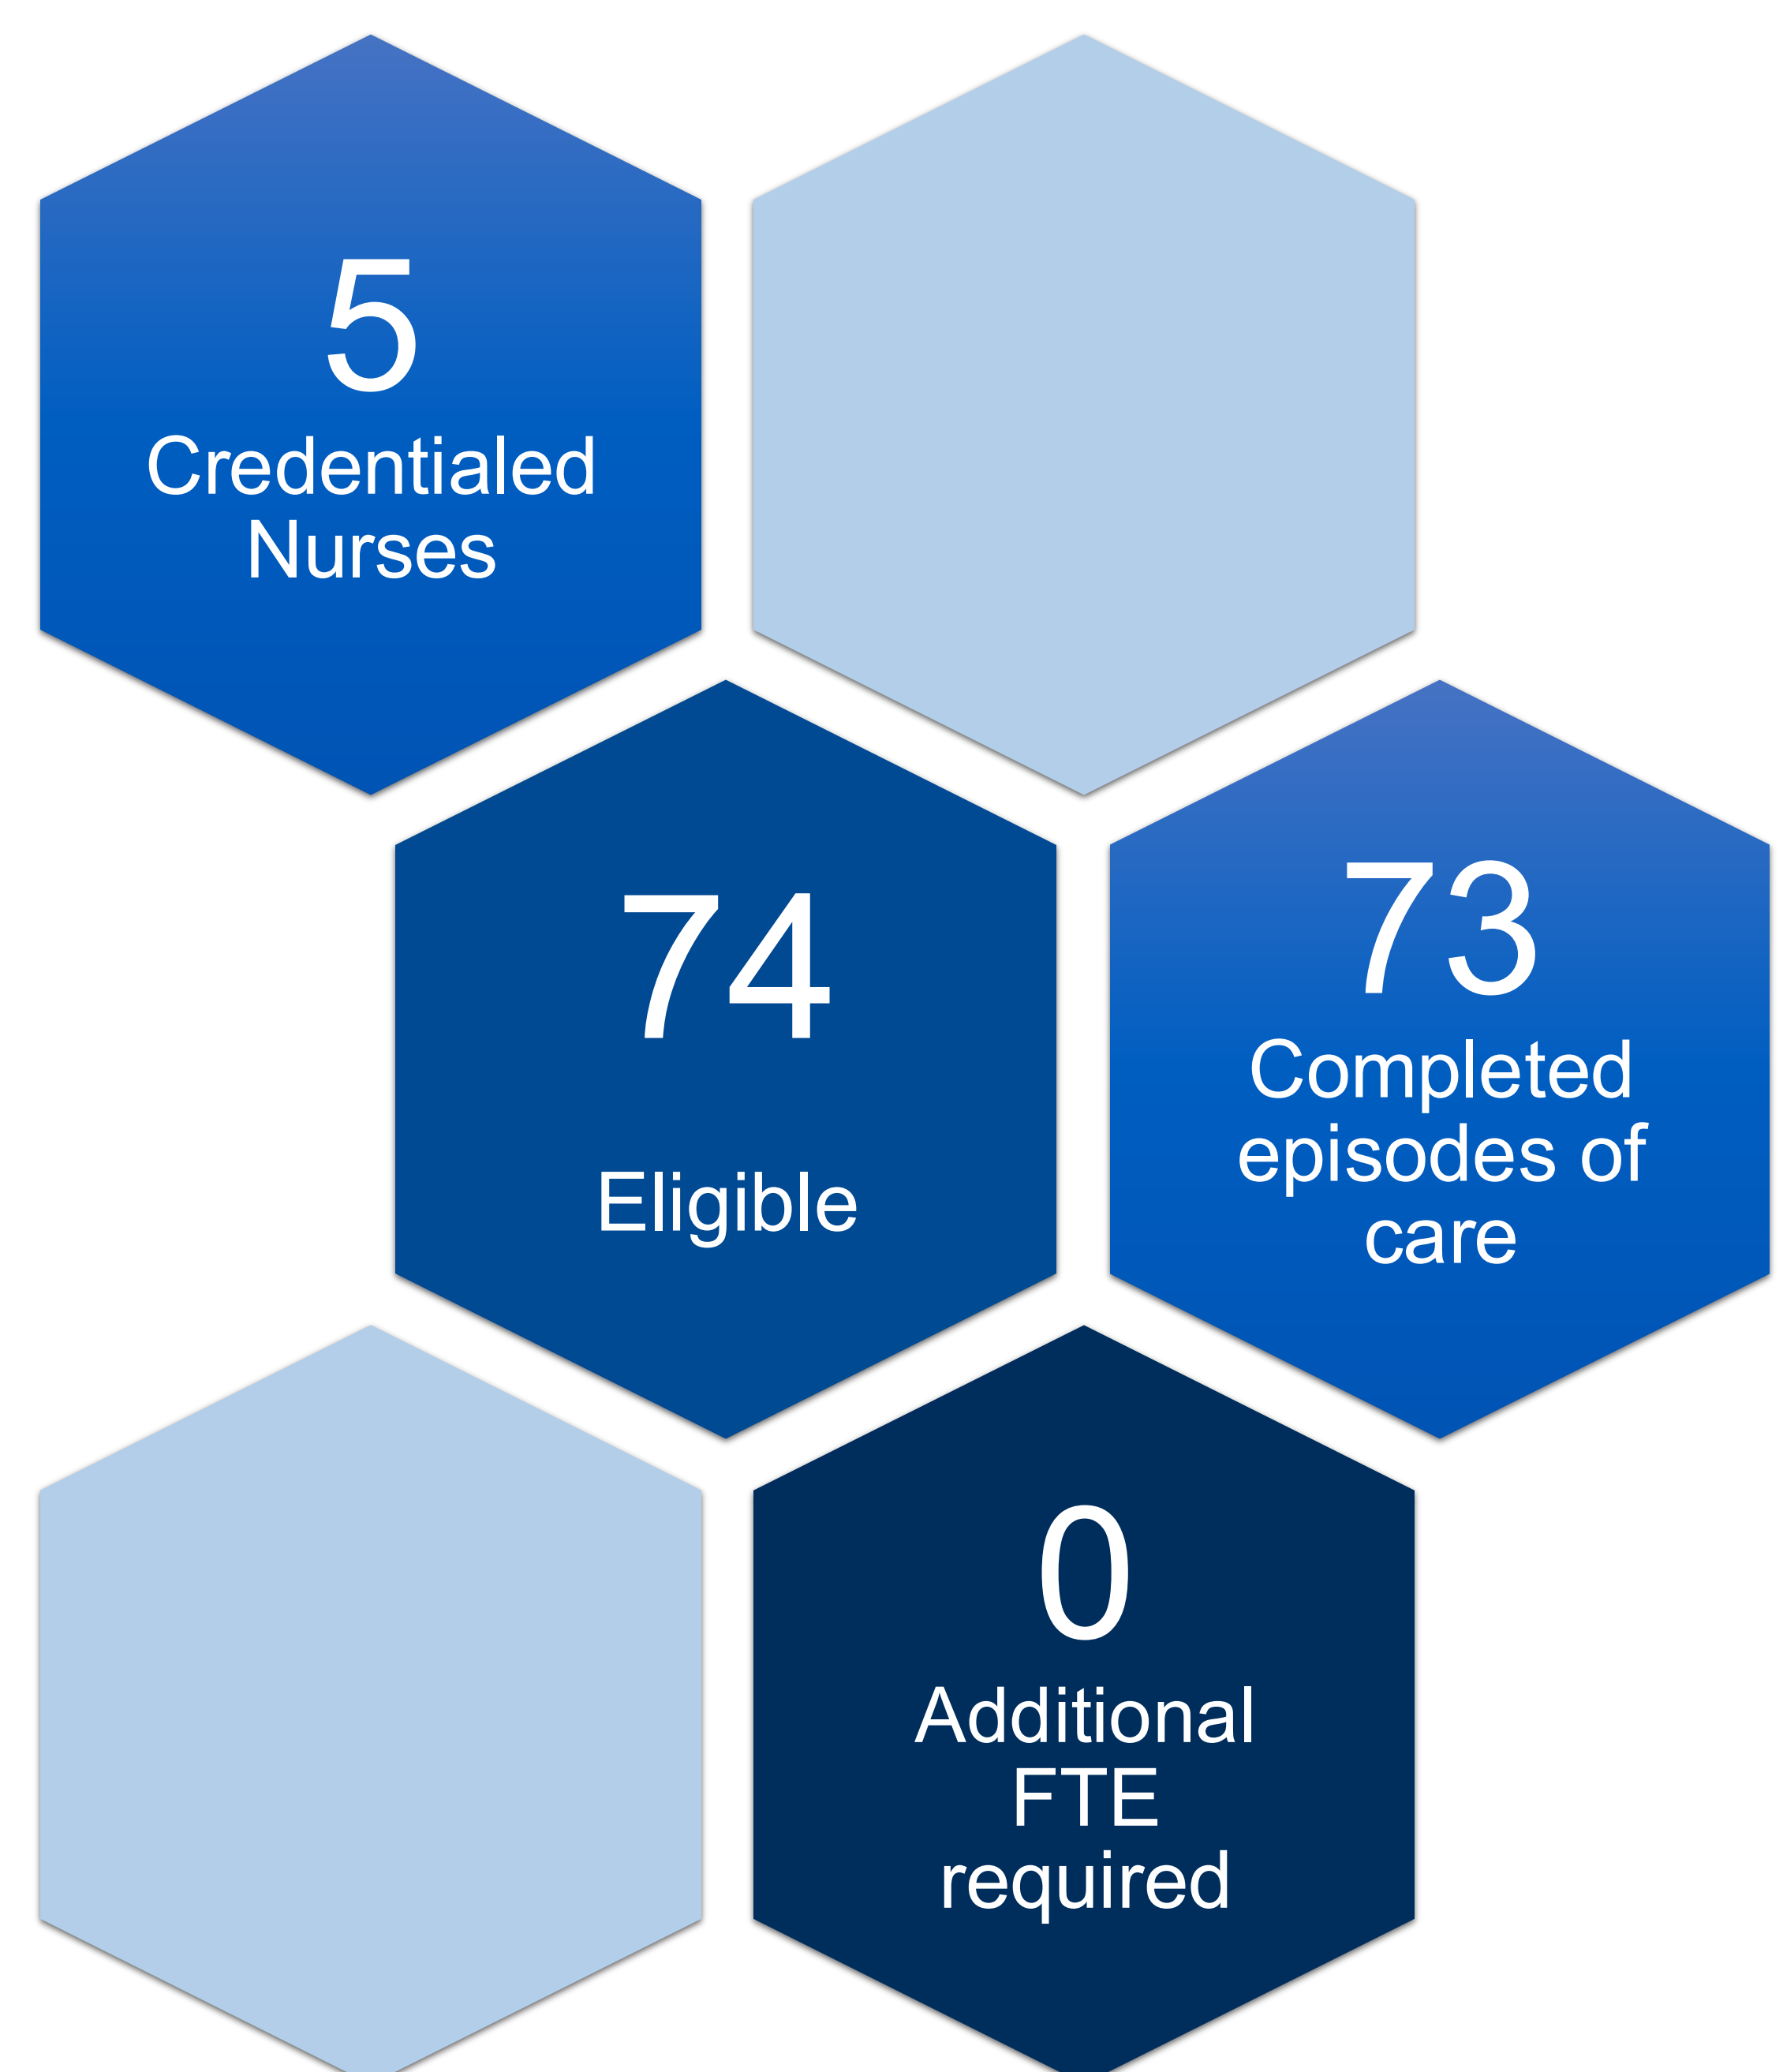 5
Credentialed
Nurses
74
Eligible
73
Completed
episodes of
care
0
Additional
FTE
required